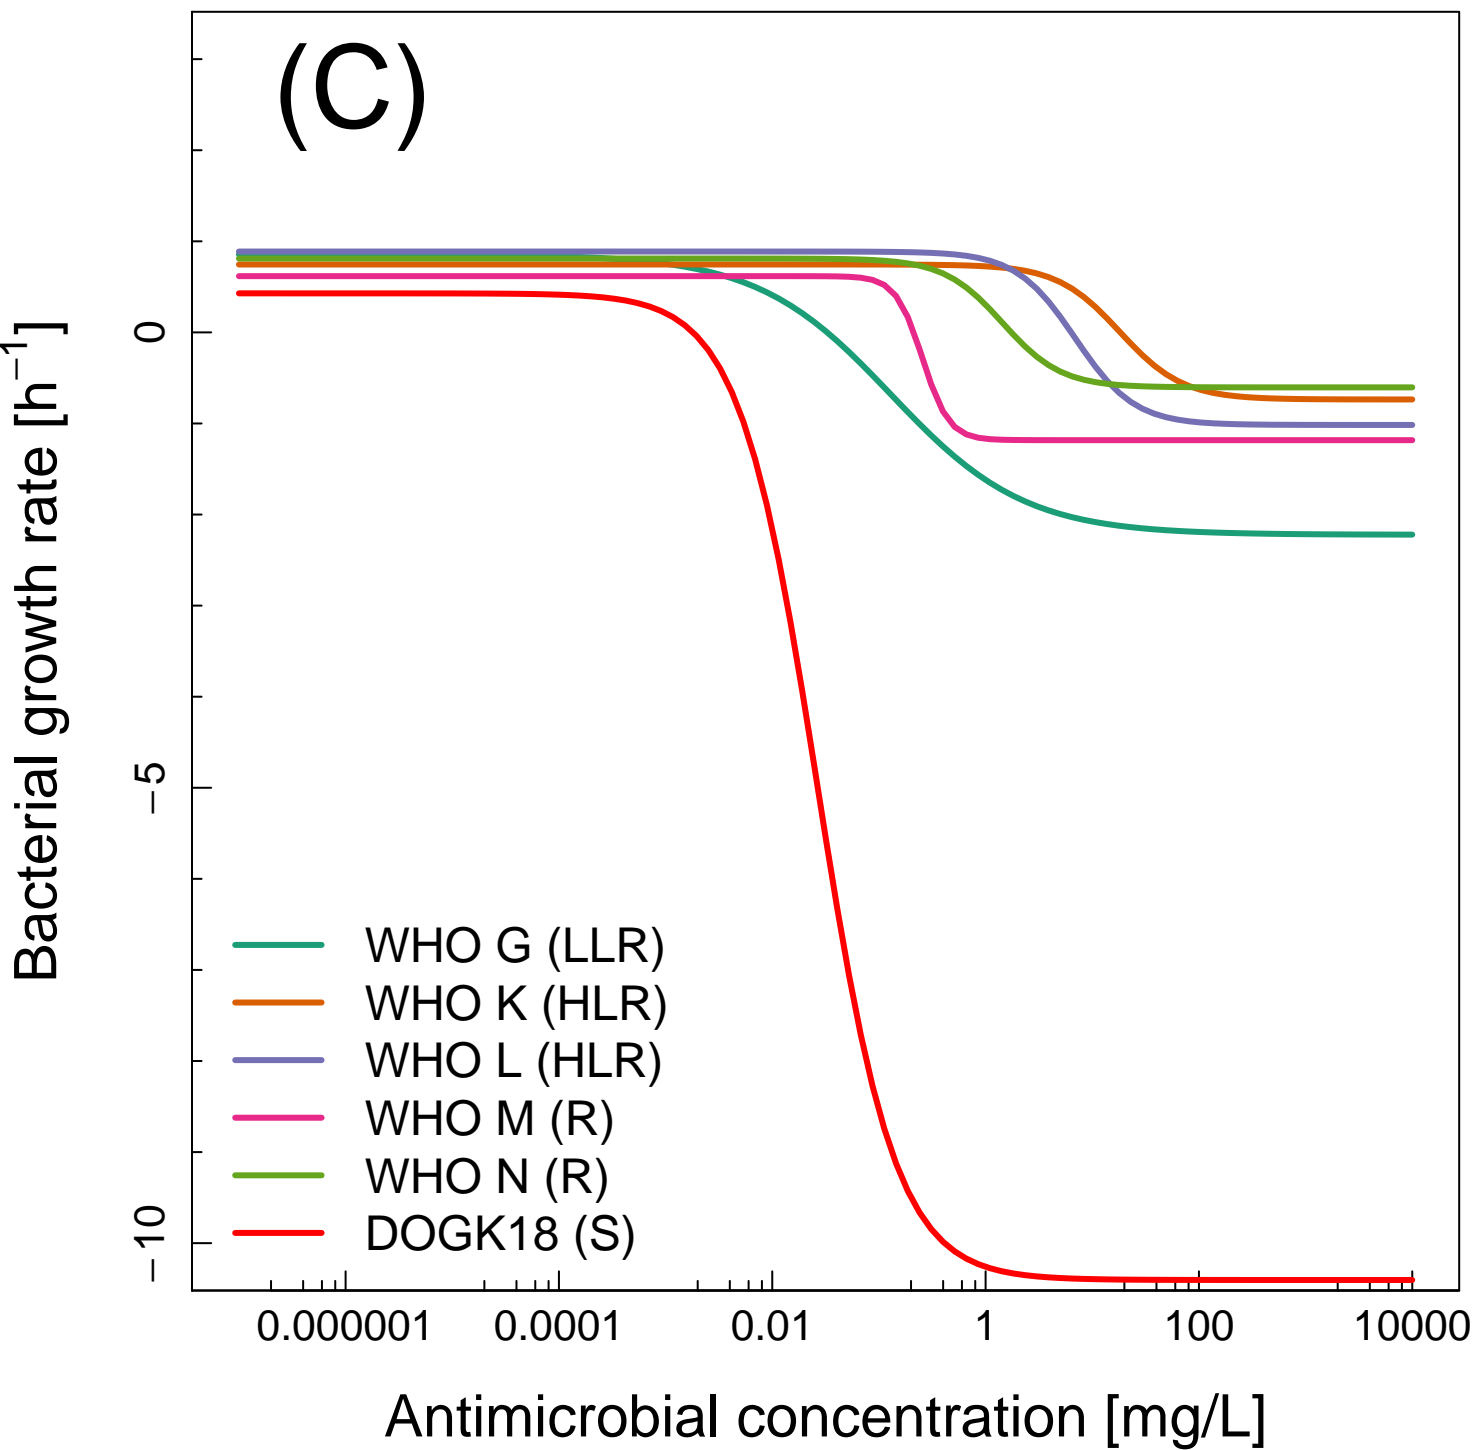 (C)
Bacterial growth rate [h⁻¹]
0
−5
−10
WHO G (LLR)
WHO K (HLR)
WHO L (HLR)
WHO M (R)
WHO N (R)
DOGK18 (S)
0.000001 0.0001 0.01 1 100 10000
Antimicrobial concentration [mg/L]